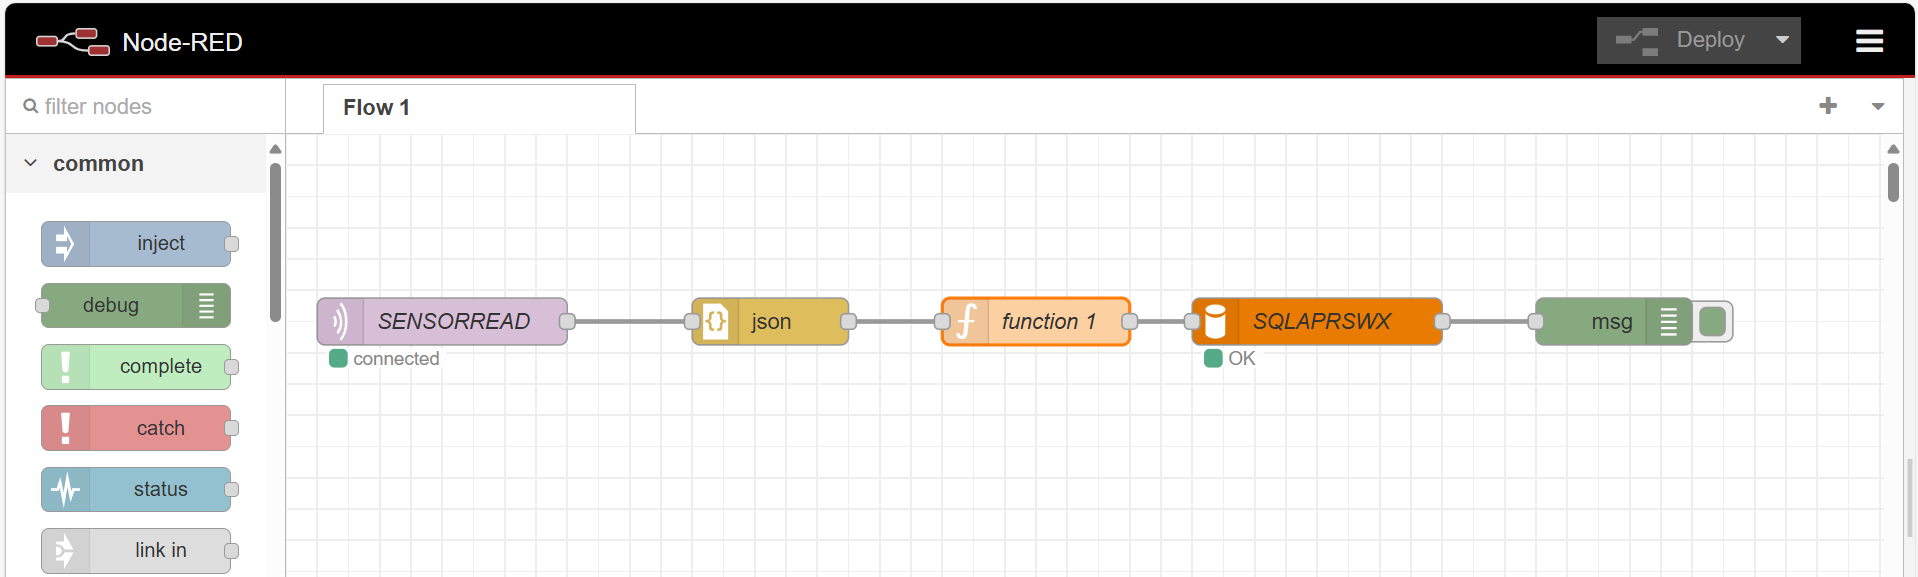 Node-RED
Deploy
filter nodes
Flow 1
common
inject
debug
complete
catch
status
link in
SENSORREAD
connected
json
function 1
SQLAPRSWX
OK
msg